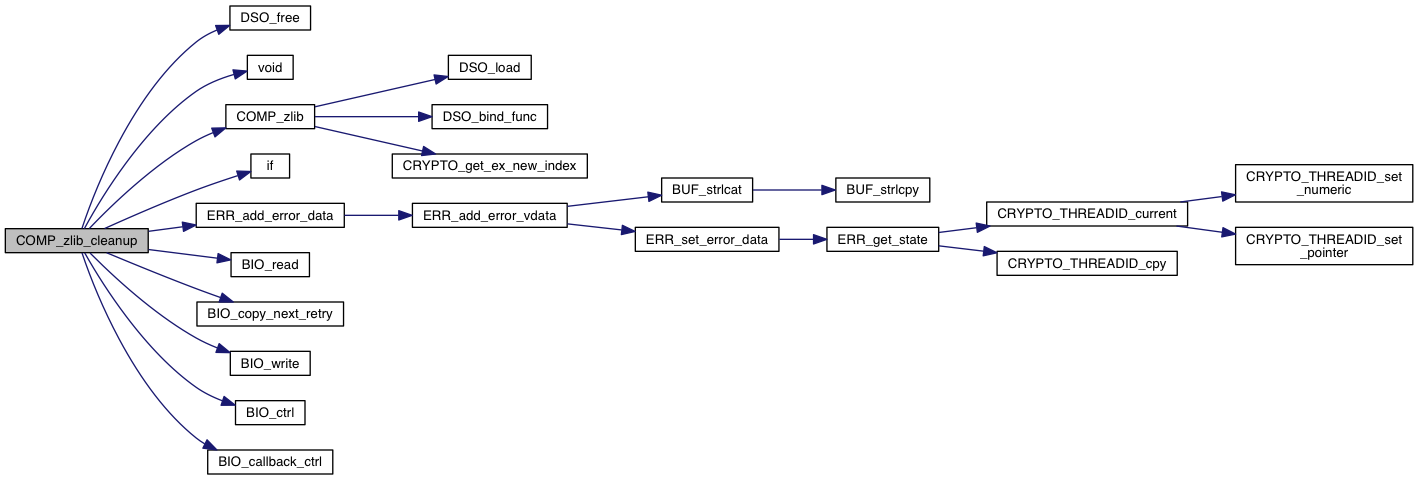 DSO_free
void
COMP_zlib
DSO_load
DSO_bind_func
CRYPTO_get_ex_new_index
if
ERR_add_error_data
ERR_add_error_vdata
BUF_strlcat
BUF_strlcpy
ERR_set_error_data
ERR_get_state
CRYPTO_THREADID_current
CRYPTO_THREADID_set
_numeric
CRYPTO_THREADID_set
_pointer
CRYPTO_THREADID_cpy
COMP_zlib_cleanup
BIO_read
BIO_copy_next_retry
BIO_write
BIO_ctrl
BIO_callback_ctrl